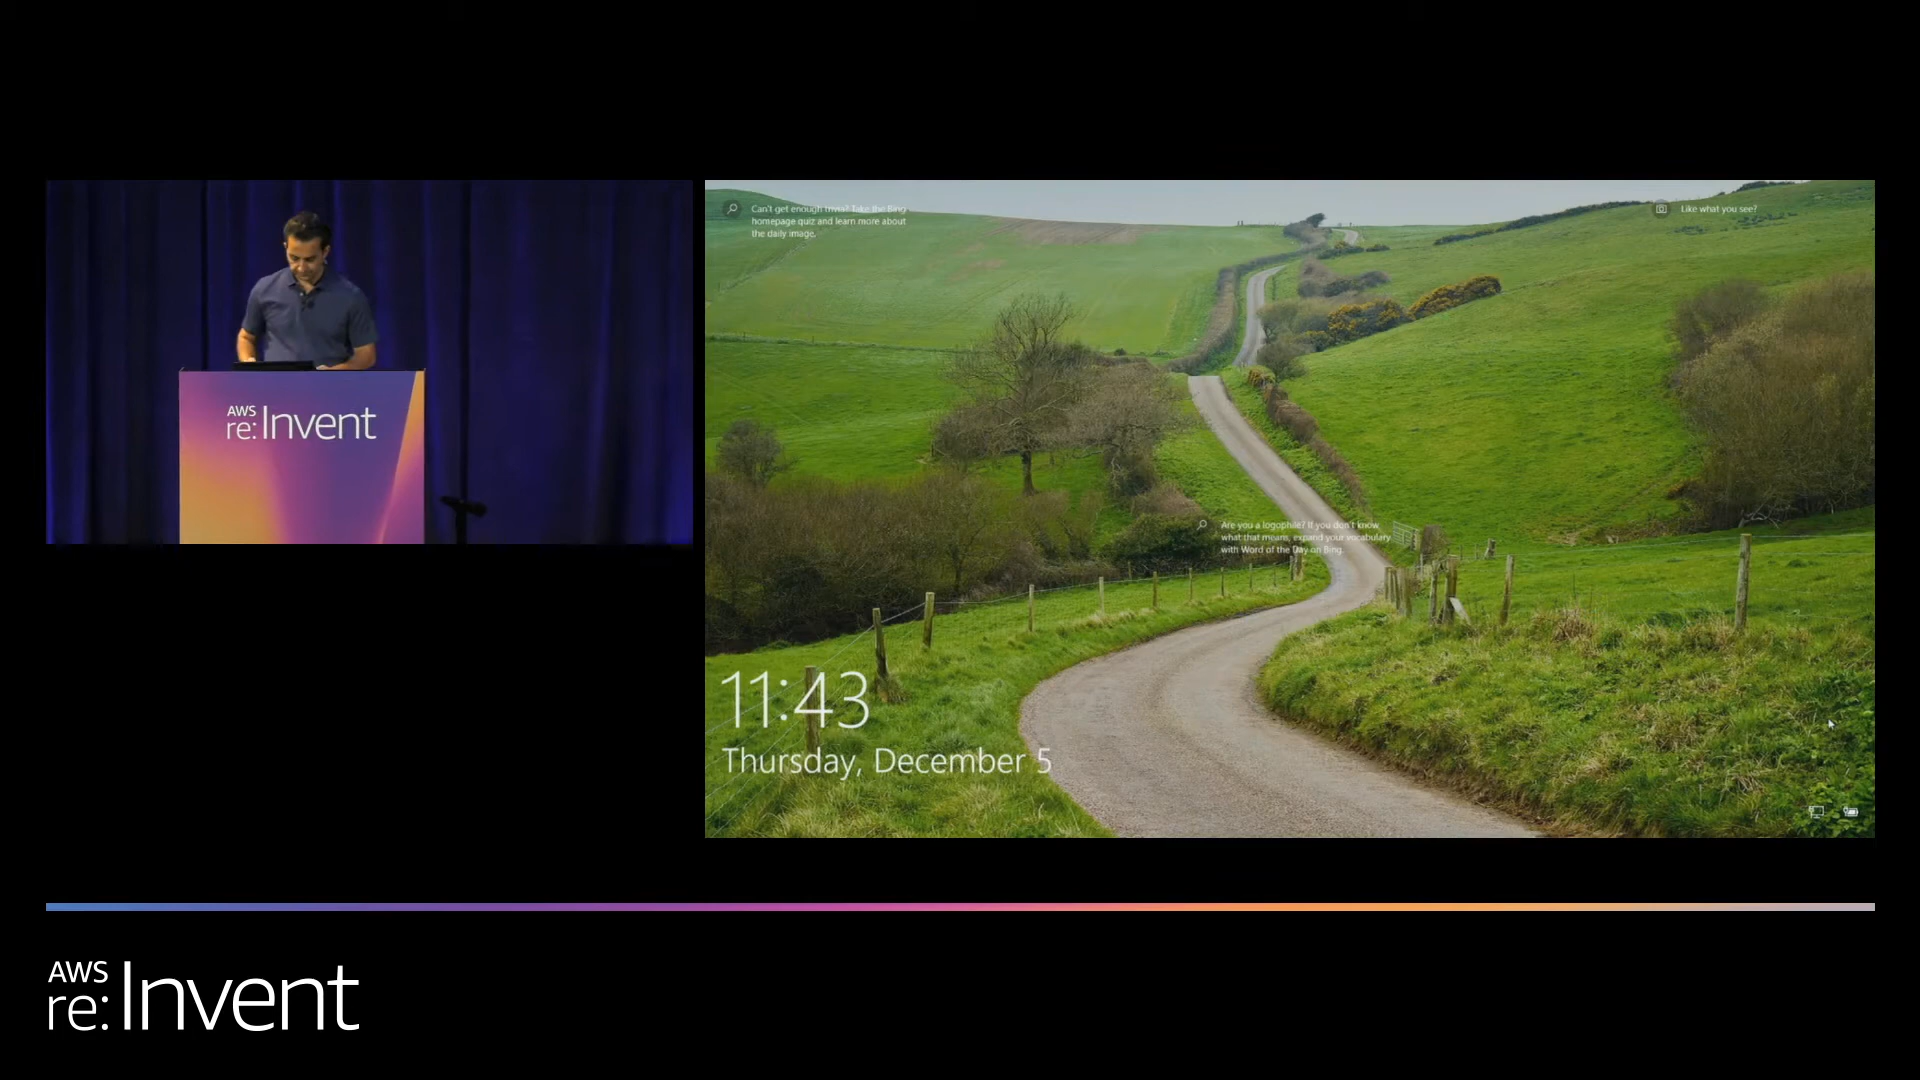 AWS
re:Invent
Can't get enough trivia? Take the Bing
homepage quiz and learn more about
the daily image.
Like what you see?
Are you a logophile? If you don't know
what that means, expand your vocabulary
with Word of the Day on Bing.
11:43
Thursday, December 5
AWS
re:Invent